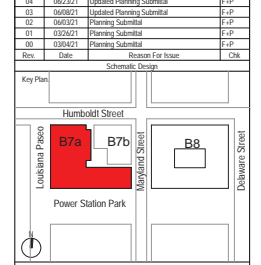 04 06/23/21 Updated Planning Submittal F+P
03 06/08/21 Updated Planning Submittal F+P
02 06/03/21 Planning Submittal F+P
01 03/26/21 Planning Submittal F+P
00 03/04/21 Planning Submittal F+P
Rev. Date Reason For Issue Chk
Schematic Design
Key Plan:
Humboldt Street
Louisiana Paseo
B7a B7b
Maryland Street
B8
Delaware Street
Power Station Park
N